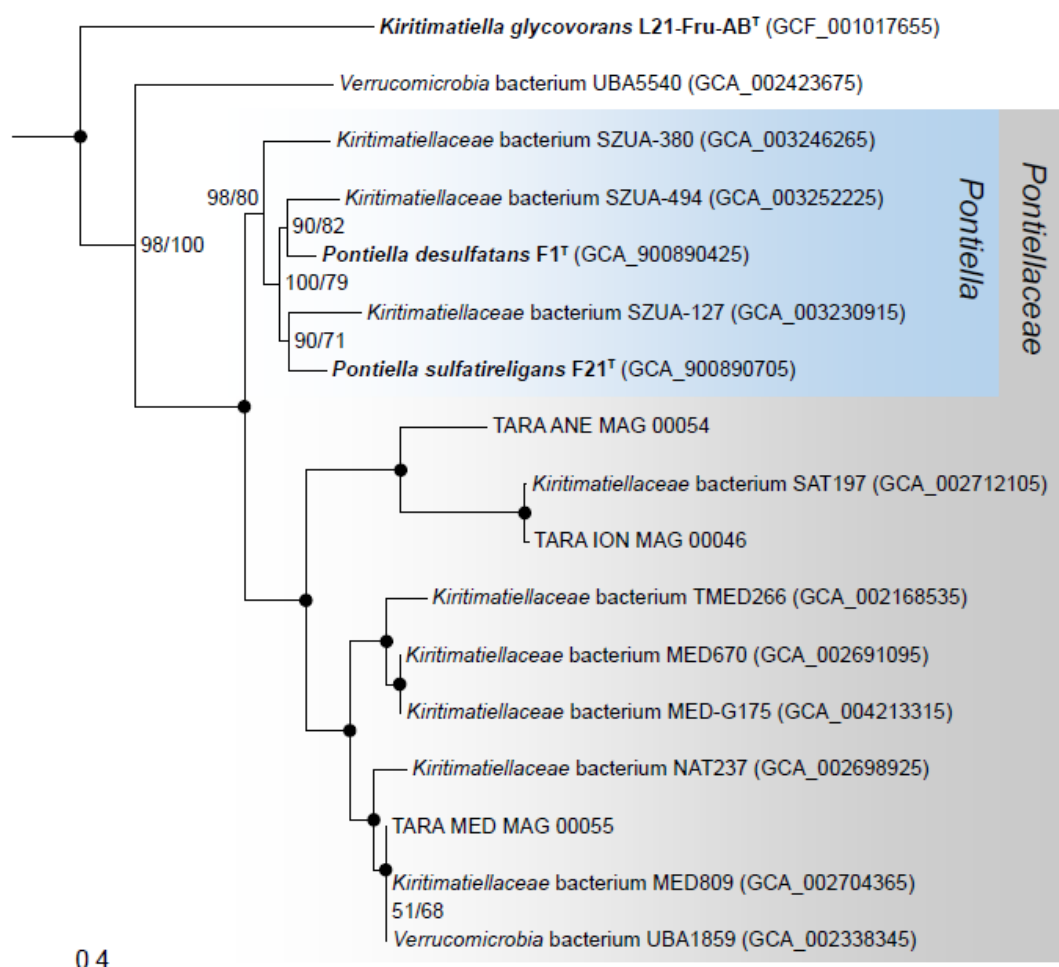 Kiritimatiella glycovorans L21-Fru-ABᵀ (GCF_001017655)
Verrucomicrobia bacterium UBA5540 (GCA_002423675)
Kiritimatiellaceae bacterium SZUA-380 (GCA_003246265)
98/80
Kiritimatiellaceae bacterium SZUA-494 (GCA_003252225)
90/82
98/100
Pontiella desulfatans F1ᵀ (GCA_900890425)
100/79
Kiritimatiellaceae bacterium SZUA-127 (GCA_003230915)
90/71
Pontiella sulfatireligans F21ᵀ (GCA_900890705)
Pontiella
Pontiellaceae
TARA ANE MAG 00054
Kiritimatiellaceae bacterium SAT197 (GCA_002712105)
TARA ION MAG 00046
Kiritimatiellaceae bacterium TMED266 (GCA_002168535)
Kiritimatiellaceae bacterium MED670 (GCA_002691095)
Kiritimatiellaceae bacterium MED-G175 (GCA_004213315)
Kiritimatiellaceae bacterium NAT237 (GCA_002698925)
TARA MED MAG 00055
Kiritimatiellaceae bacterium MED809 (GCA_002704365)
51/68
Verrucomicrobia bacterium UBA1859 (GCA_002338345)
0.4